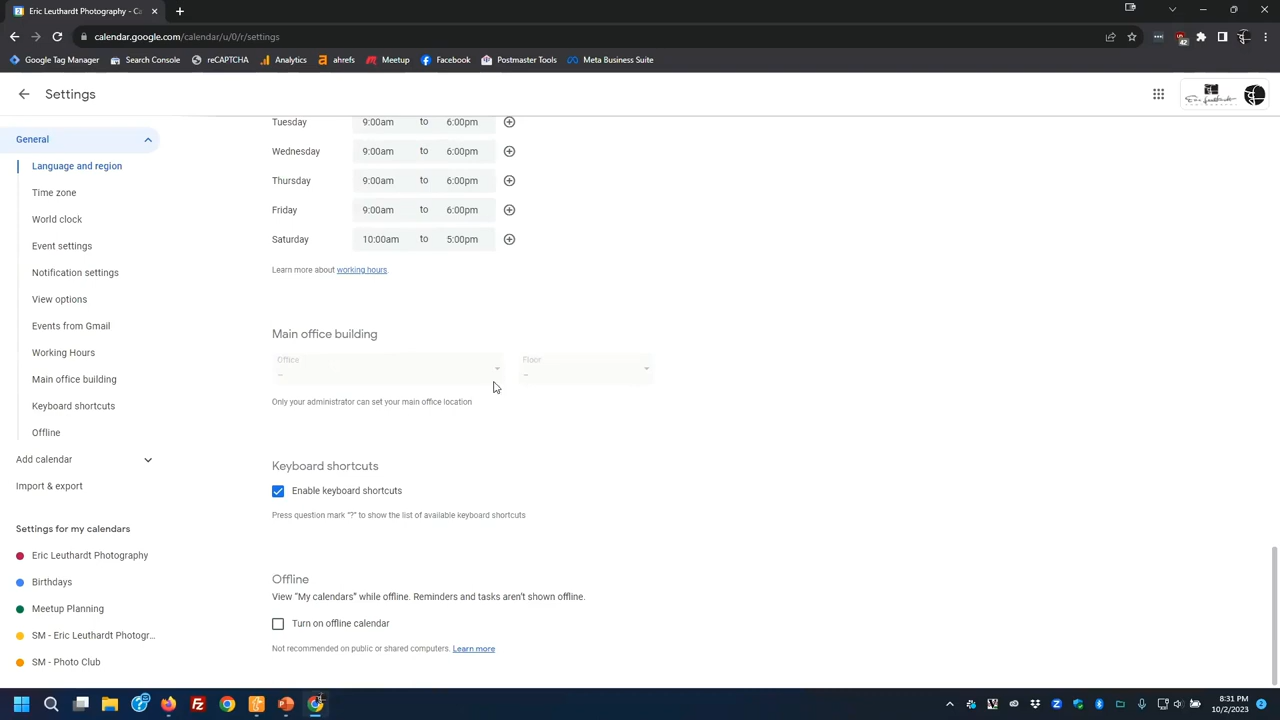 Eric Leuthardt Photography - Ca
calendar.google.com/calendar/u/0/r/settings
42
Google Tag Manager
Search Console
reCAPTCHA
Analytics
ahrefs
Meetup
Facebook
Postmaster Tools
Meta Business Suite
Settings
General
Language and region
Time zone
World clock
Event settings
Notification settings
View options
Events from Gmail
Working Hours
Main office building
Keyboard shortcuts
Offline
Add calendar
Import & export
Settings for my calendars
Eric Leuthardt Photography
Birthdays
Meetup Planning
SM - Eric Leuthardt Photogr...
SM - Photo Club
Tuesday 9:00am to 6:00pm
Wednesday 9:00am to 6:00pm
Thursday 9:00am to 6:00pm
Friday 9:00am to 6:00pm
Saturday 10:00am to 5:00pm
Learn more about working hours.
Main office building
Office Floor
– –
Only your administrator can set your main office location
Keyboard shortcuts
Enable keyboard shortcuts
Press question mark "?" to show the list of available keyboard shortcuts
Offline
View "My calendars" while offline. Reminders and tasks aren't shown offline.
Turn on offline calendar
Not recommended on public or shared computers. Learn more
8:31 PM
10/2/2023
2